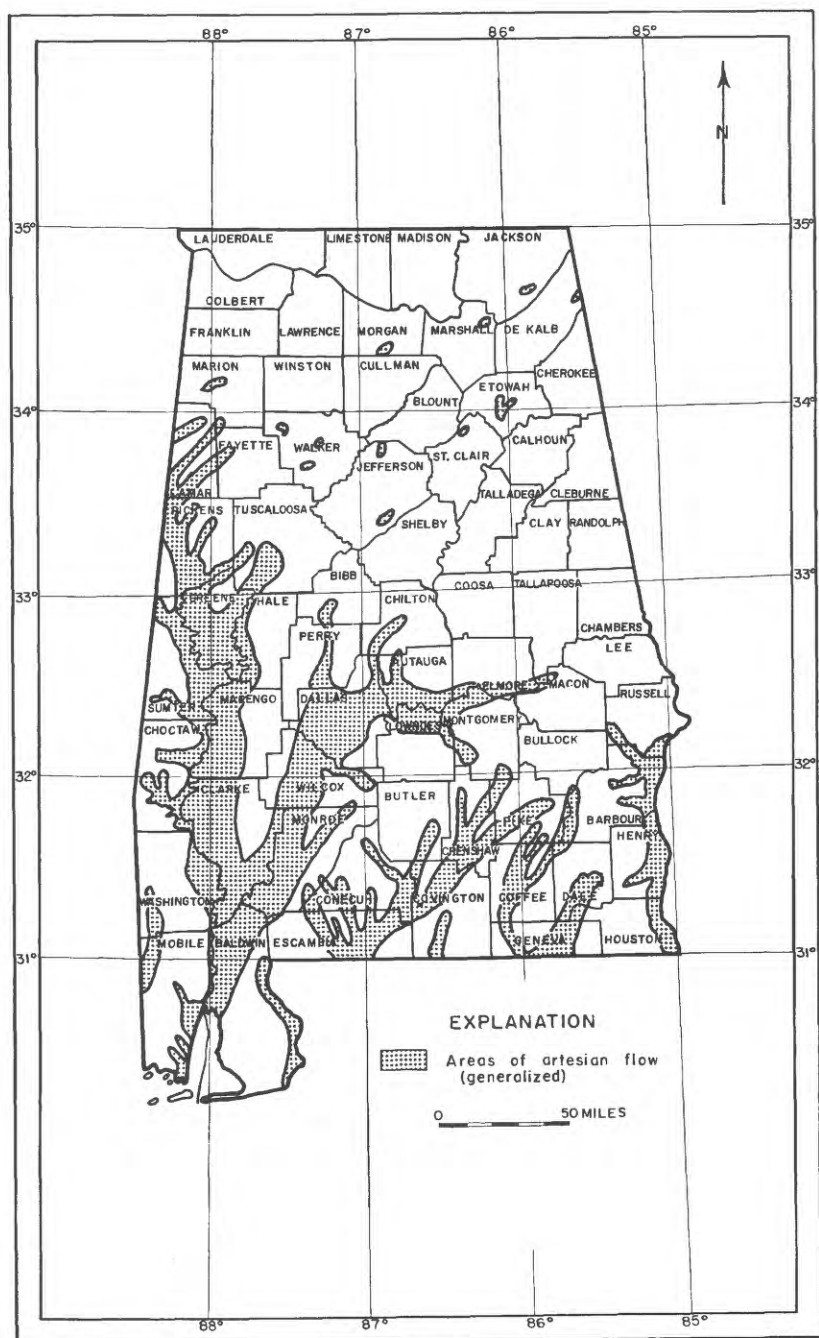 88° 87° 86° 85°
N
35° 35°
LAUDERDALE LIMESTONE MADISON JACKSON
COLBERT
FRANKLIN LAWRENCE MORGAN MARSHALL DE KALB
MARION WINSTON CULLMAN CHEROKEE
ETOWAH
BLOUNT
34° 34°
FAYETTE WALKER JEFFERSON ST. CLAIR CALHOUN
LAMAR TALLADEGA CLEBURNE
PICKENS TUSCALOOSA SHELBY CLAY RANDOLPH
BIBB COOSA TALLAPOOSA
33° 33°
GREENE HALE CHILTON
PERRY CHAMBERS
LEE
AUTAUGA
ELMORE MACON
SUMTER MARENGO DALLAS RUSSELL
LOWNDES MONTGOMERY
CHOCTAW BULLOCK
32° 32°
CLARKE WILCOX BUTLER
MONROE PIKE BARBOUR
HENRY
CRENSHAW
WASHINGTON CONECUH COVINGTON COFFEE DALE
MOBILE BALDWIN ESCAMBIA GENEVA HOUSTON
31° 31°
EXPLANATION
Areas of artesian flow
(generalized)
0 50 MILES
88° 87° 86° 85°